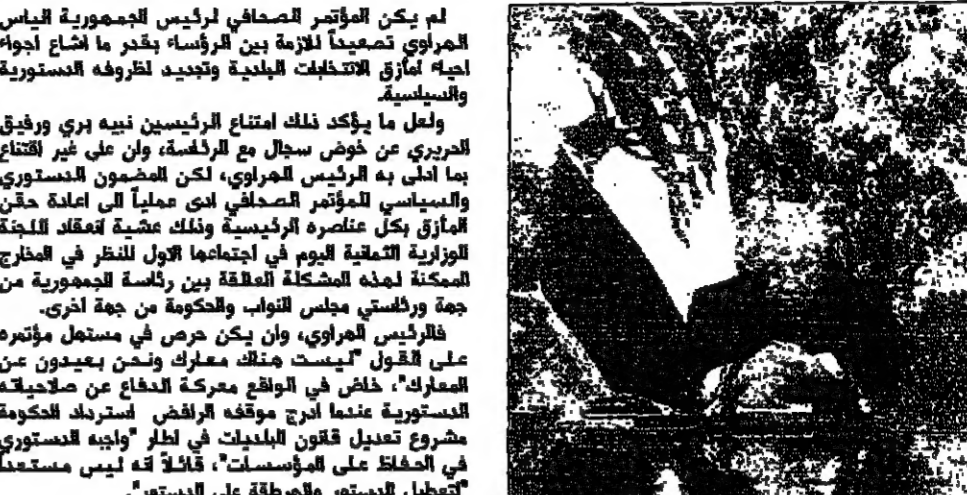 لم يكن المؤتمر الصحافي لرئيس الجمهورية الياس
الهراوي تصعيداً للازمة بين الرؤساء بقدر ما اشاع اجواء
احياء لمأزق الانتخابات البلدية وتجديد لظروفه الدستورية
والسياسية.
ولعل ما يؤكد ذلك امتناع الرئيسين نبيه بري ورفيق
الحريري عن خوض سجال مع الرئاسة، وان على غير اقتناع
بما ادلى به الرئيس الهراوي، لكن المضمون الدستوري
والسياسي للمؤتمر الصحافي ادى عملياً الى اعادة حقن
المأزق بكل عناصره الرئيسية وذلك عشية انعقاد اللجنة
الوزارية الثمانية اليوم في اجتماعها الاول للنظر في المخارج
الممكنة لهذه المشكلة العالقة بين رئاسة الجمهورية من
جهة ورئاستي مجلس النواب والحكومة من جهة اخرى.
فالرئيس الهراوي، وان يكن حرص في مستهل مؤتمره
على القول "ليست هناك معارك ونحن بعيدون عن
المعارك"، خاض في الواقع معركة الدفاع عن صلاحياته
الدستورية عندما ادرج موقفه الرافض استرداد الحكومة
مشروع تعديل قانون البلديات في اطار "واجبه الدستوري
في الحفاظ على المؤسسات"، قائلاً انه ليس مستعداً
"لتعطيل الدستور والهرطقة على الدستور".